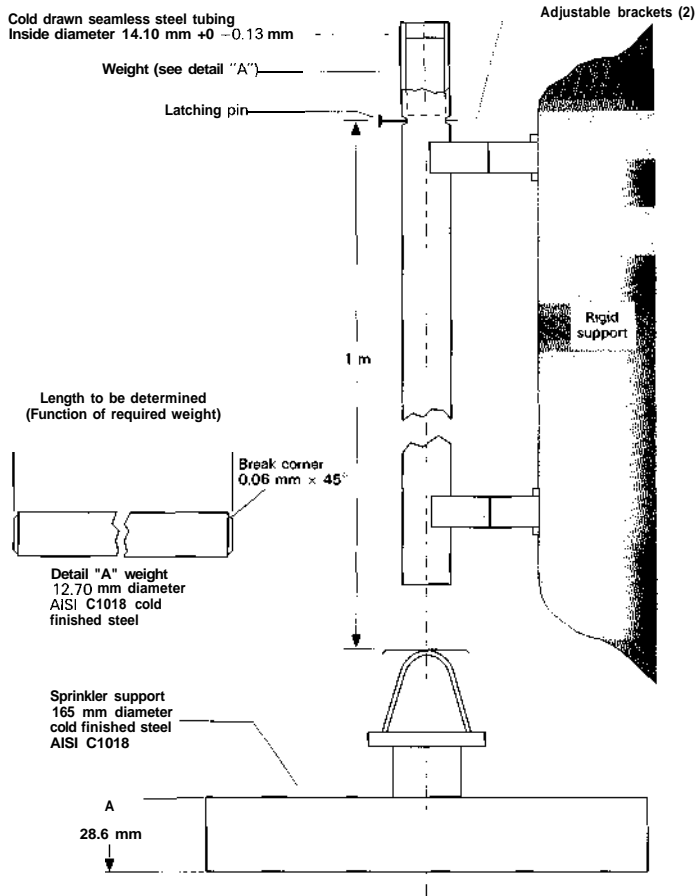 Cold drawn seamless steel tubing
Inside diameter 14.10 mm +0 −0.13 mm
Adjustable brackets (2)
Weight (see detail "A")
Latching pin
Rigid
support
1 m
Length to be determined
(Function of required weight)
Break corner
0.06 mm × 45°
Detail "A" weight
12.70 mm diameter
AISI C1018 cold
finished steel
Sprinkler support
165 mm diameter
cold finished steel
AISI C1018
A
28.6 mm